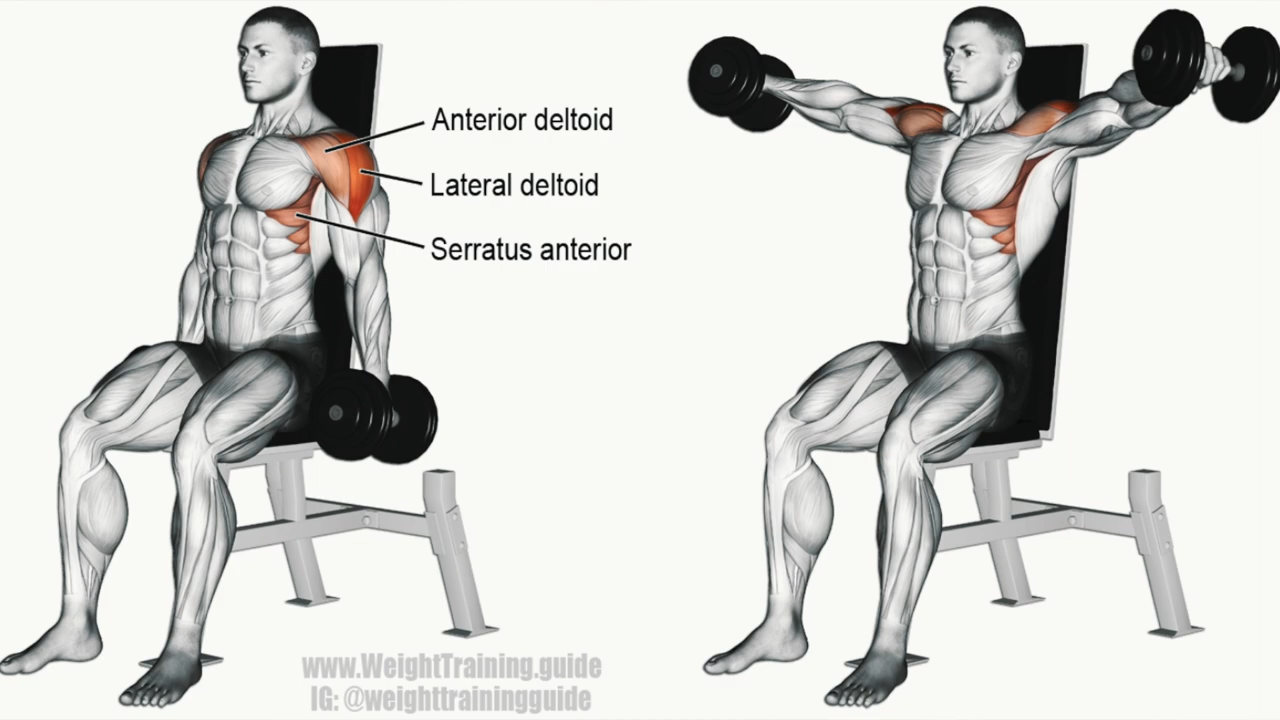 Anterior deltoid
Lateral deltoid
Serratus anterior
www.WeightTraining.guide
IG: @weighttrainingguide